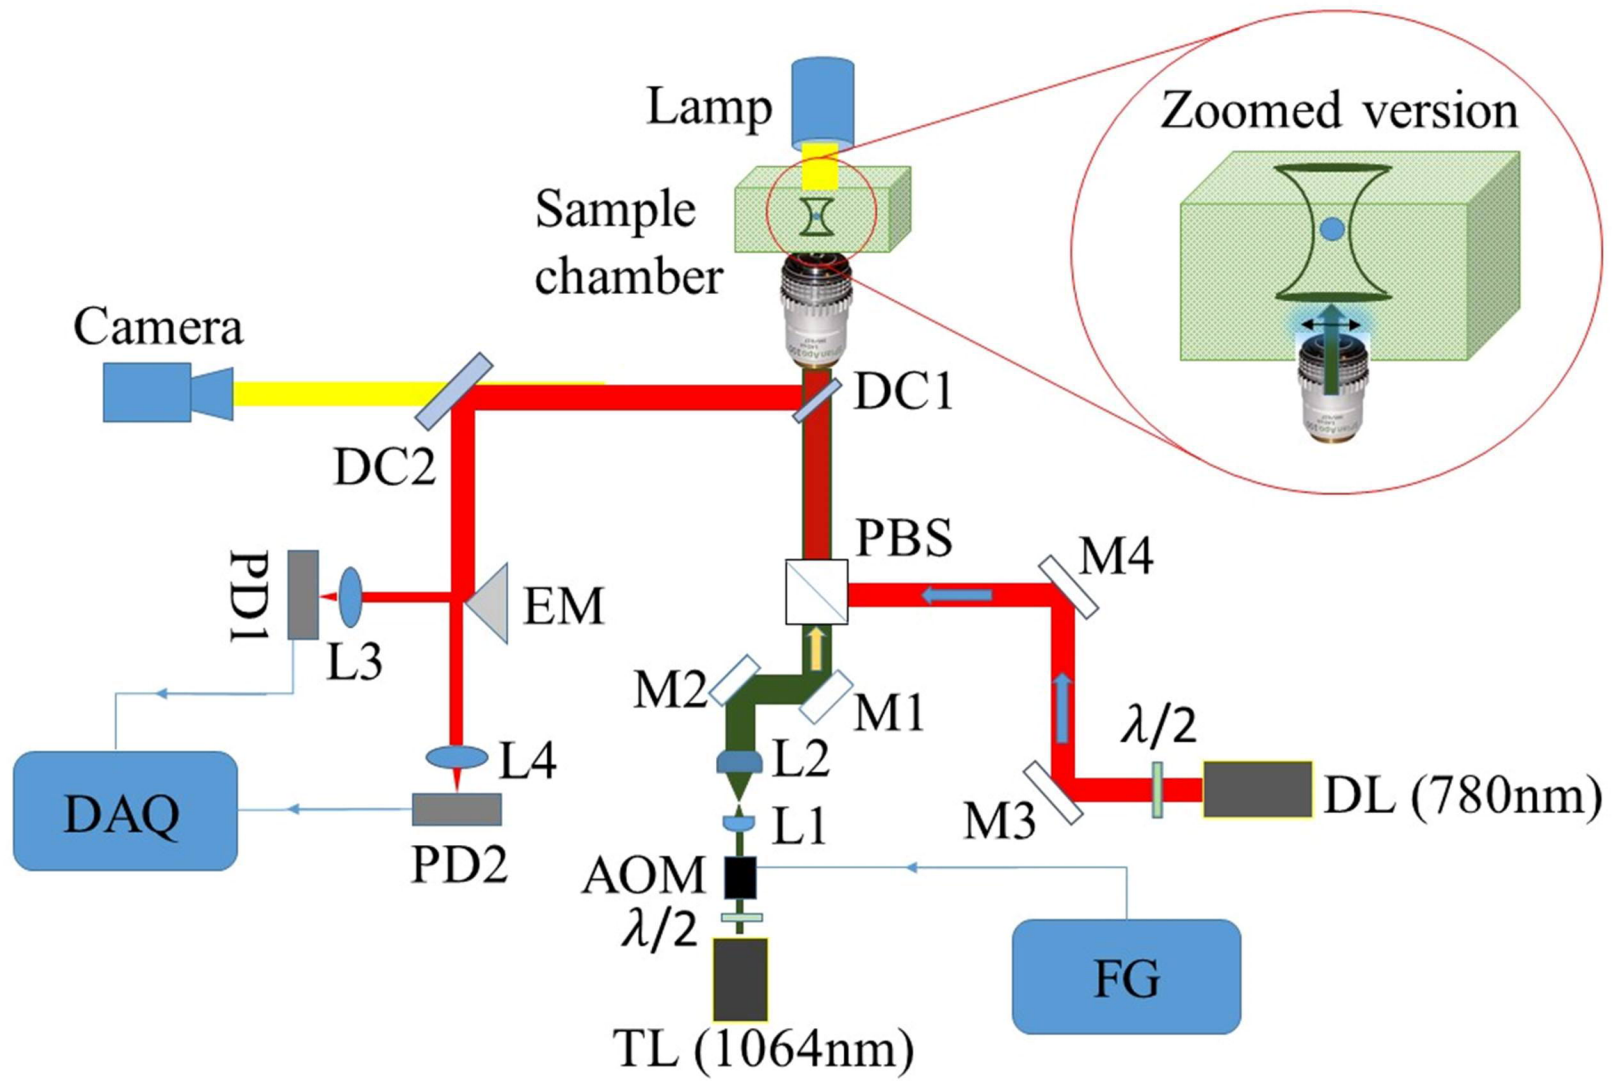 Lamp
Zoomed version
Sample
chamber
Camera
DC1
DC2
PBS
M4
PD1
EM
L3
M2
M1
λ/2
L4
L2
DL (780nm)
DAQ
M3
L1
PD2
AOM
λ/2
FG
TL (1064nm)